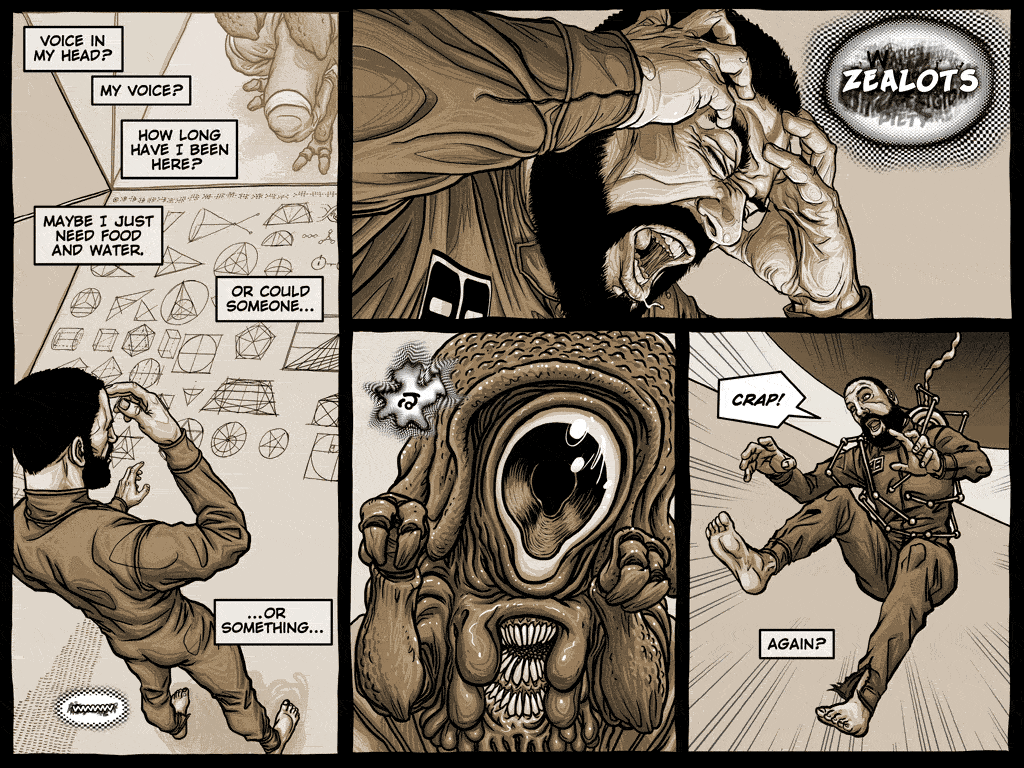 VOICE IN
MY HEAD?
MY VOICE?
HOW LONG
HAVE I BEEN
HERE?
MAYBE I JUST
NEED FOOD
AND WATER.
OR COULD
SOMEONE...
...OR
SOMETHING...
ZEALOTS
PIETY
CRAP!
AGAIN?